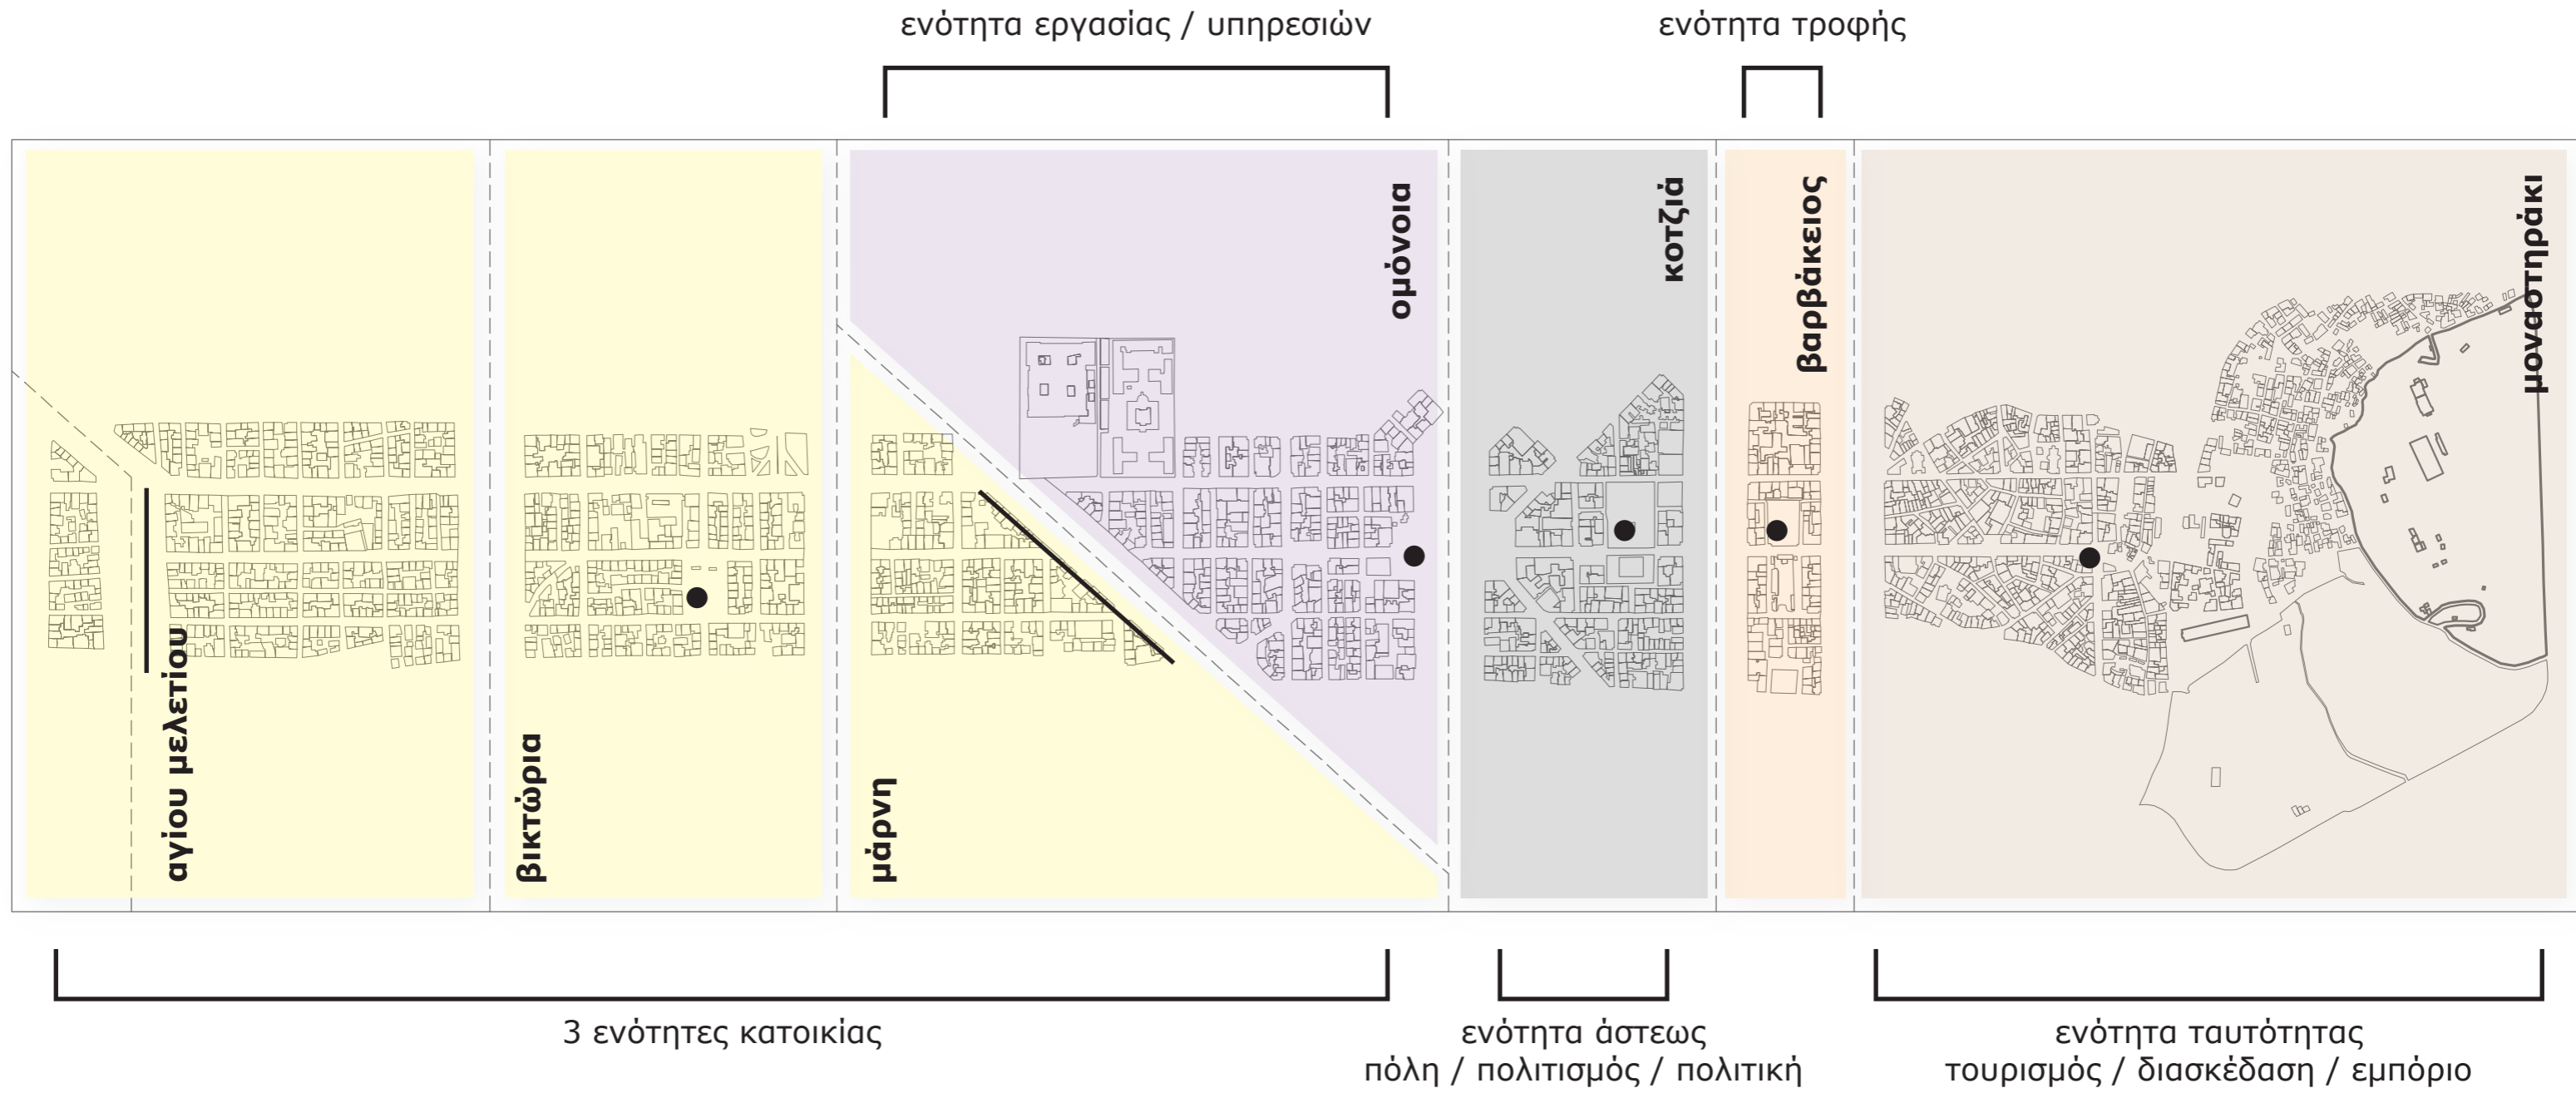 ενότητα εργασίας / υπηρεσιών
ενότητα τροφής
αγίου μελετίου
βικτώρια
μάρνη
ομόνοια
κοτζιά
βαρβάκειος
μοναστηράκι
3 ενότητες κατοικίας
ενότητα άστεως
πόλη / πολιτισμός / πολιτική
ενότητα ταυτότητας
τουρισμός / διασκέδαση / εμπόριο